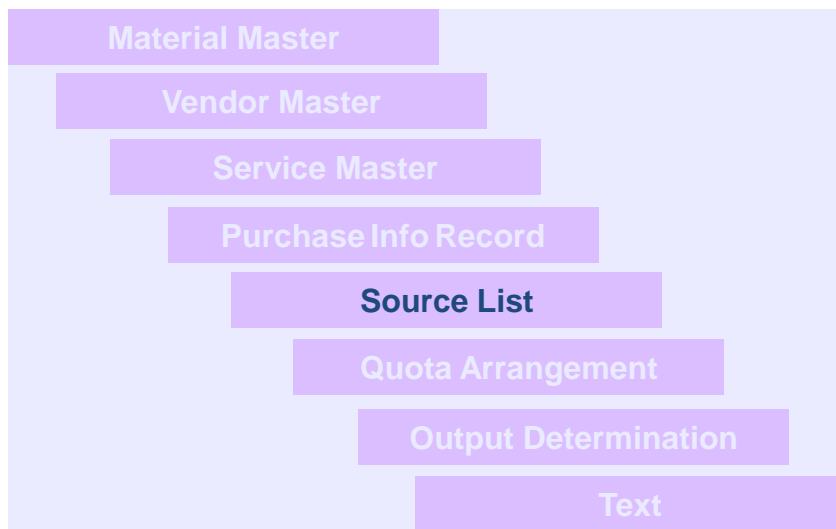 Material Master
Vendor Master
Service Master
Purchase Info Record
Source List
Quota Arrangement
Output Determination
Text